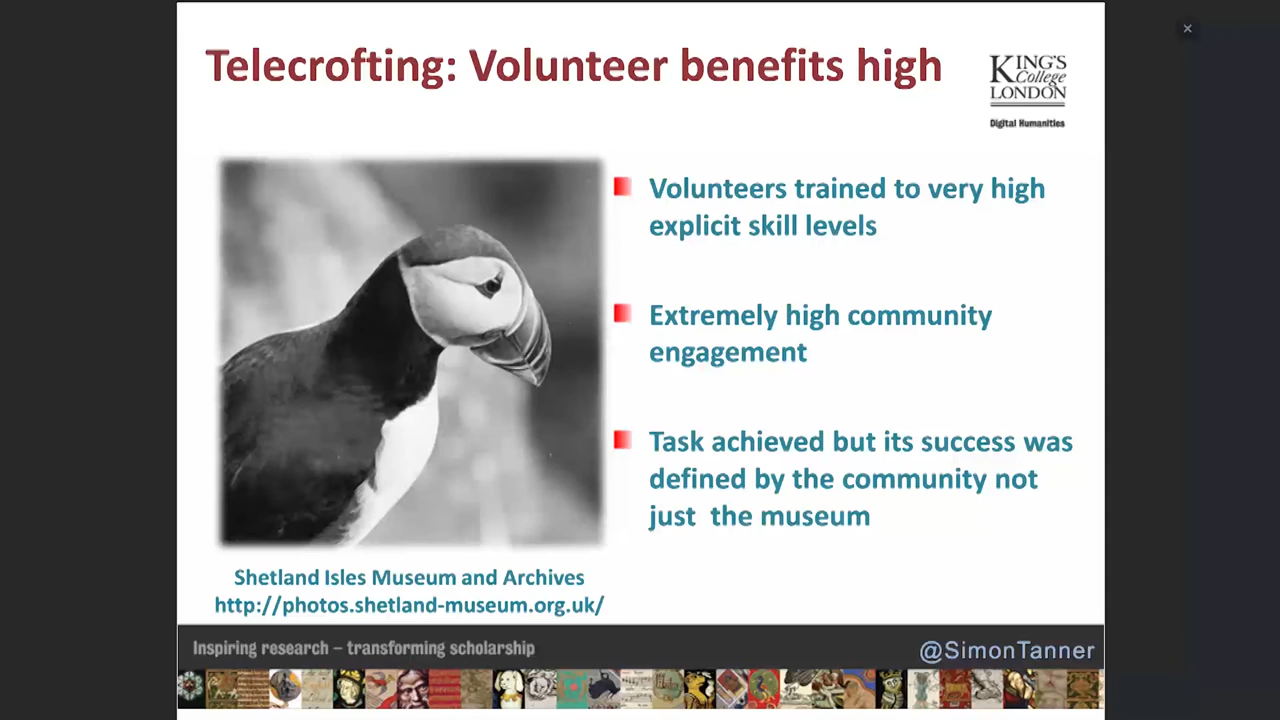 Telecrofting: Volunteer benefits high
KING'S
College
LONDON
Digital Humanities
Volunteers trained to very high
explicit skill levels
Extremely high community
engagement
Task achieved but its success was
defined by the community not
just the museum
Shetland Isles Museum and Archives
http://photos.shetland-museum.org.uk/
Inspiring research – transforming scholarship
@SimonTanner